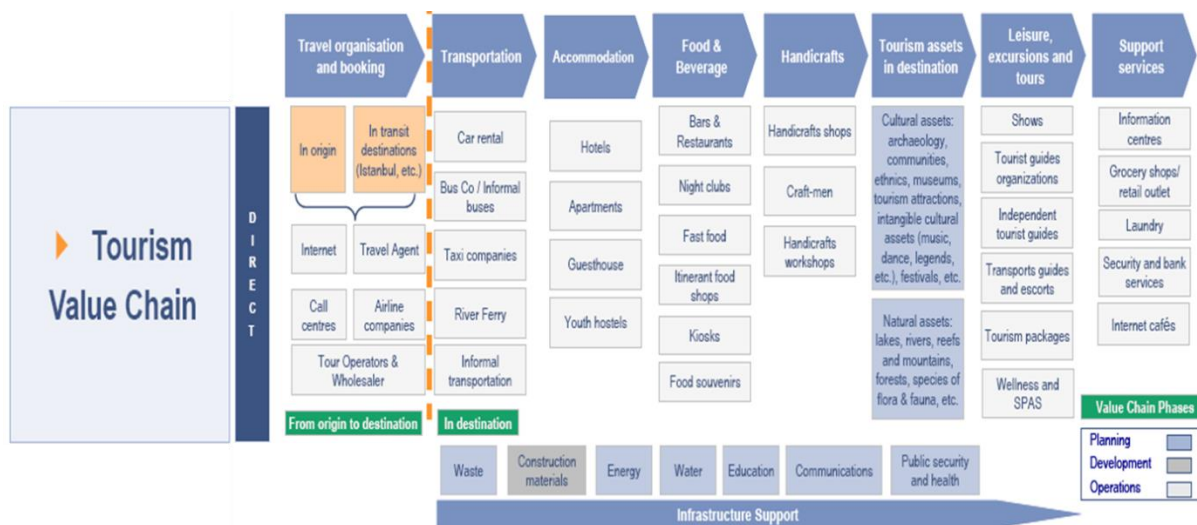 Travel organisation
and booking
Transportation
Accommodation
Food &
Beverage
Handicrafts
Tourism assets
in destination
Leisure,
excursions and
tours
Support
services
Tourism
Value Chain
D
I
R
E
C
T
In origin
In transit
destinations
(Istanbul, etc.)
Internet
Travel Agent
Call
centres
Airline
companies
Tour Operators &
Wholesaler
From origin to destination
Car rental
Bus Co / Informal
buses
Taxi companies
River Ferry
Informal
transportation
In destination
Hotels
Apartments
Guesthouse
Youth hostels
Bars &
Restaurants
Night clubs
Fast food
Itinerant food
shops
Kiosks
Food souvenirs
Handicrafts shops
Craft-men
Handicrafts
workshops
Cultural assets:
archaeology,
communities,
ethnics, museums,
tourism attractions,
intangible cultural
assets (music,
dance, legends,
etc.), festivals, etc.
Natural assets:
lakes, rivers, reefs
and mountains,
forests, species of
flora & fauna, etc.
Shows
Tourist guides
organizations
Independent
tourist guides
Transports guides
and escorts
Tourism packages
Wellness and
SPAS
Information
centres
Grocery shops/
retail outlet
Laundry
Security and bank
services
Internet cafés
Value Chain Phases
Planning
Development
Operations
Waste
Construction
materials
Energy
Water
Education
Communications
Public security
and health
Infrastructure Support